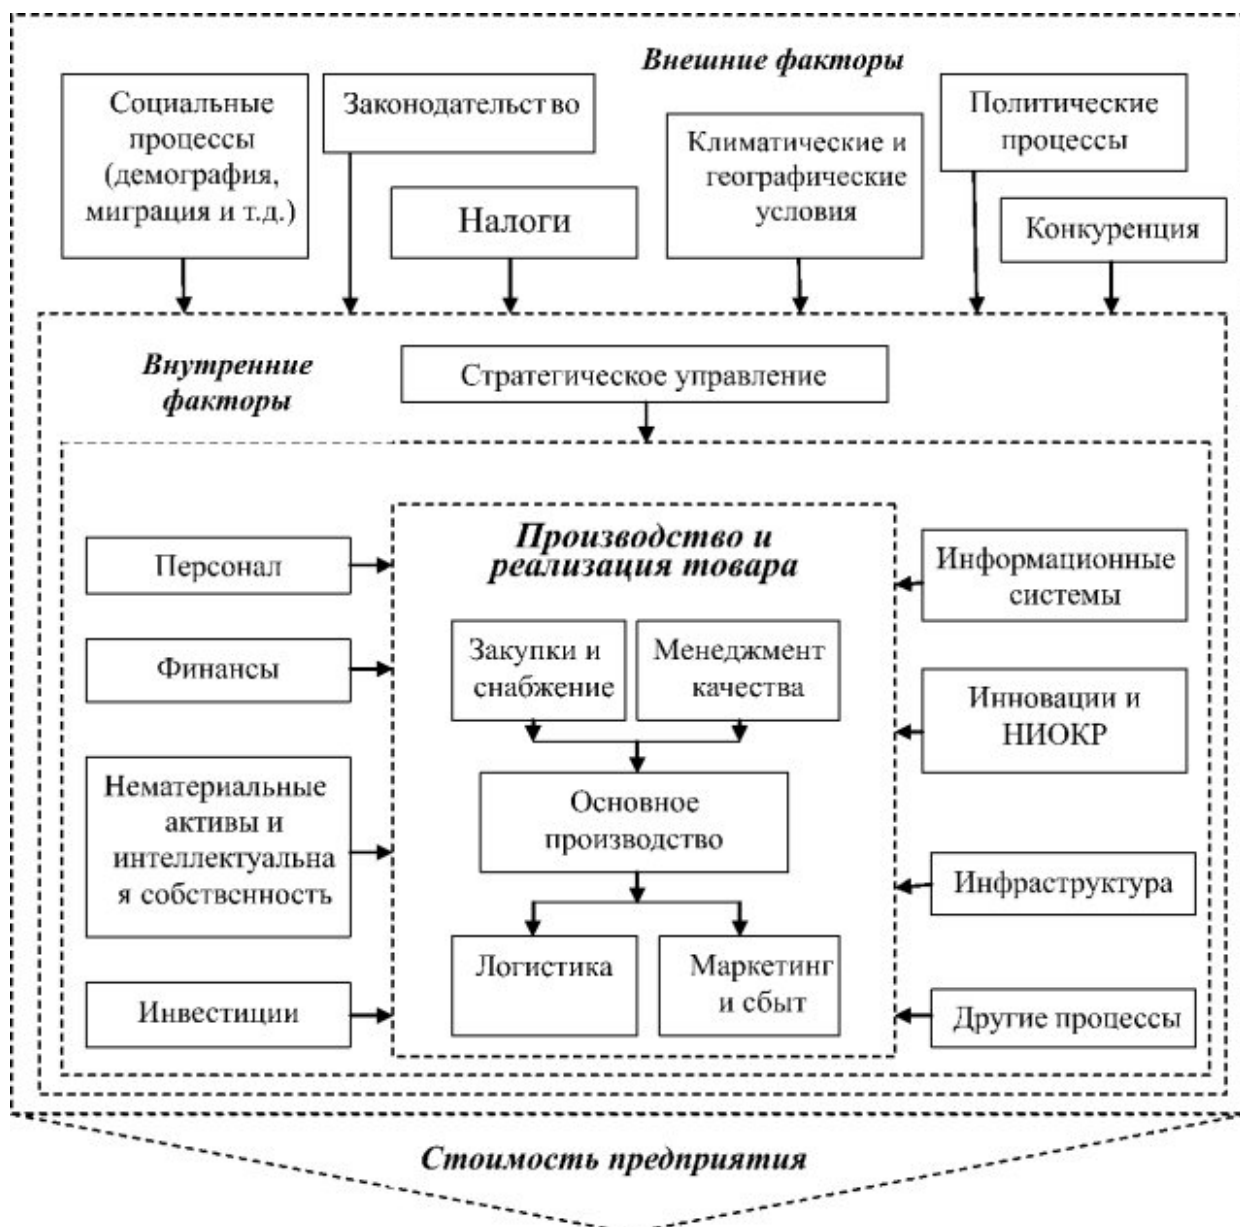 Внешние факторы
Социальные
процессы
(демография,
миграция и т.д.)
Законодательство
Налоги
Климатические и
географические
условия
Политические
процессы
Конкуренция
Внутренние
факторы
Стратегическое управление
Персонал
Финансы
Нематериальные
активы и
интеллектуальна
я собственность
Инвестиции
Производство и
реализация товара
Закупки и
снабжение
Менеджмент
качества
Основное
производство
Логистика
Маркетинг
и сбыт
Информационные
системы
Инновации и
НИОКР
Инфраструктура
Другие процессы
Стоимость предприятия